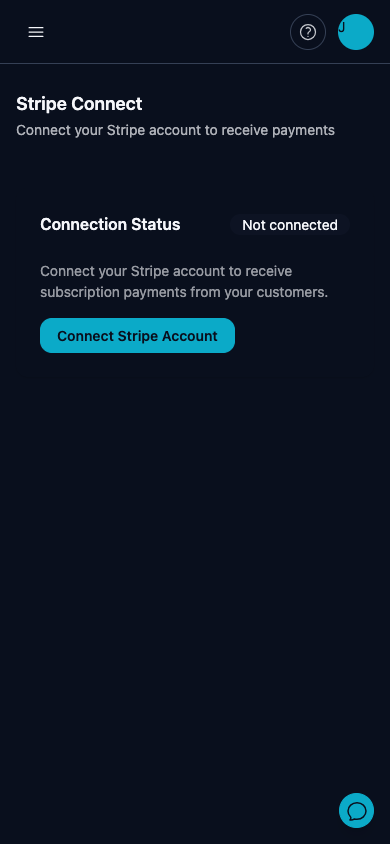 J
Stripe Connect
Connect your Stripe account to receive payments
Connection Status
Not connected
Connect your Stripe account to receive
subscription payments from your customers.
Connect Stripe Account